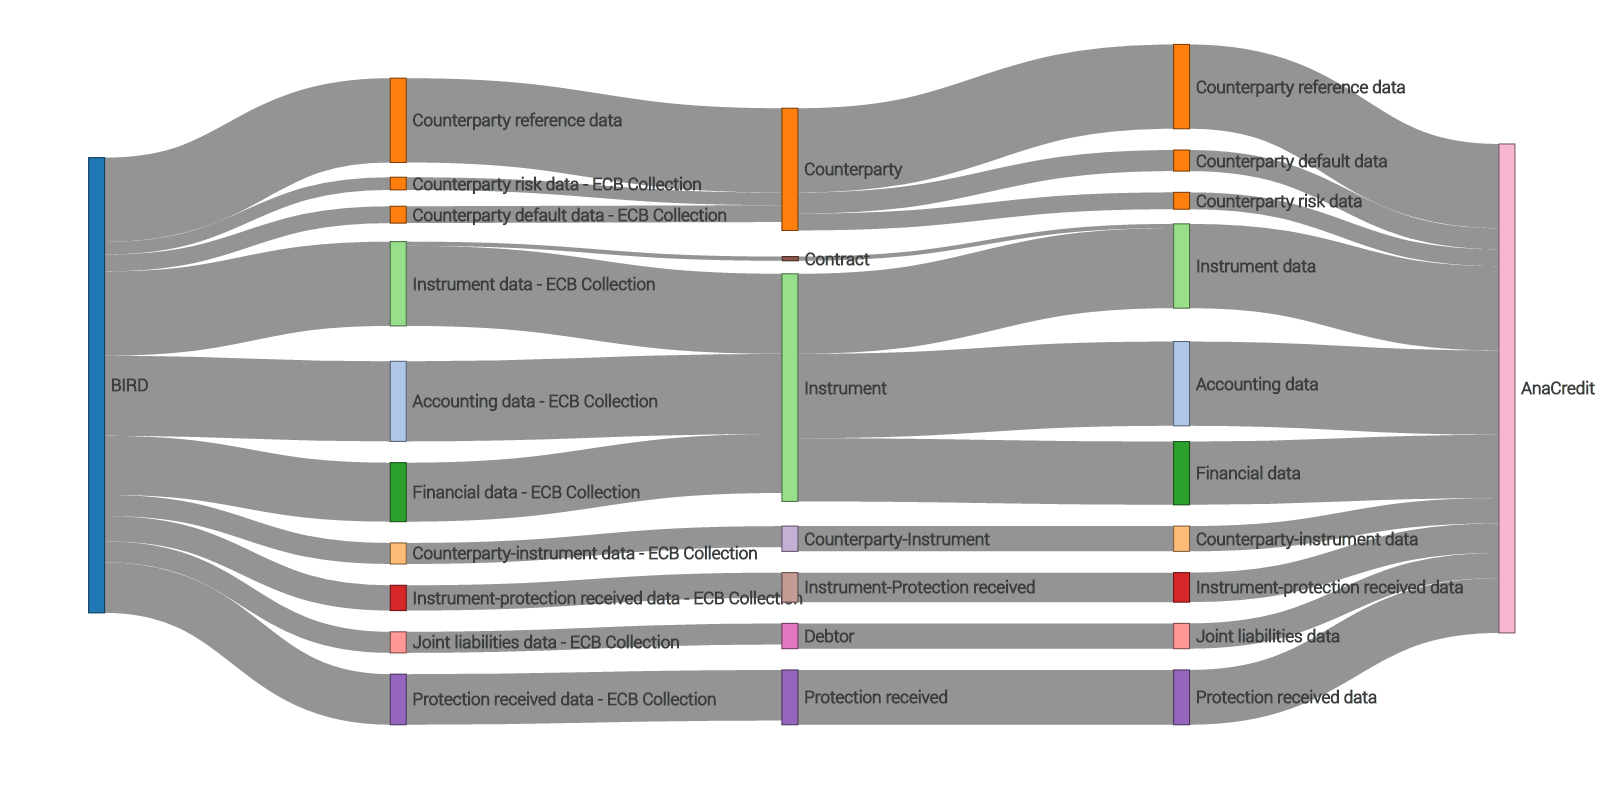 BIRD
Counterparty reference data
Counterparty risk data - ECB Collection
Counterparty default data - ECB Collection
Instrument data - ECB Collection
Accounting data - ECB Collection
Financial data - ECB Collection
Counterparty-instrument data - ECB Collection
Instrument-protection received data - ECB Collection
Joint liabilities data - ECB Collection
Protection received data - ECB Collection
Counterparty
Contract
Instrument
Counterparty-Instrument
Instrument-Protection received
Debtor
Protection received
Counterparty reference data
Counterparty default data
Counterparty risk data
Instrument data
Accounting data
Financial data
Counterparty-instrument data
Instrument-protection received data
Joint liabilities data
Protection received data
AnaCredit